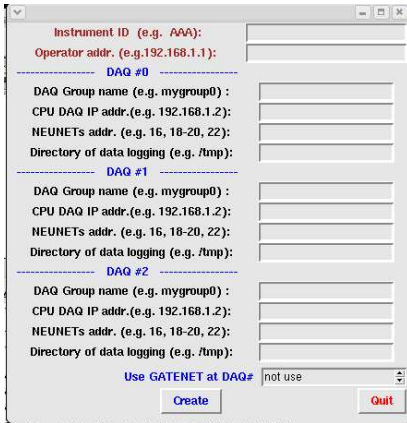 Instrument ID (e.g. AAA):
Operator addr. (e.g.192.168.1.1):
---------------- DAQ #0 ----------------
DAQ Group name (e.g. mygroup0) :
CPU DAQ IP addr.(e.g. 192.168.1.2):
NEUNETs addr. (e.g. 16, 18-20, 22):
Directory of data logging (e.g. /tmp):
---------------- DAQ #1 ----------------
DAQ Group name (e.g. mygroup0) :
CPU DAQ IP addr.(e.g. 192.168.1.2):
NEUNETs addr. (e.g. 16, 18-20, 22):
Directory of data logging (e.g. /tmp):
---------------- DAQ #2 ----------------
DAQ Group name (e.g. mygroup0) :
CPU DAQ IP addr.(e.g. 192.168.1.2):
NEUNETs addr. (e.g. 16, 18-20, 22):
Directory of data logging (e.g. /tmp):
Use GATENET at DAQ# not use
Create Quit